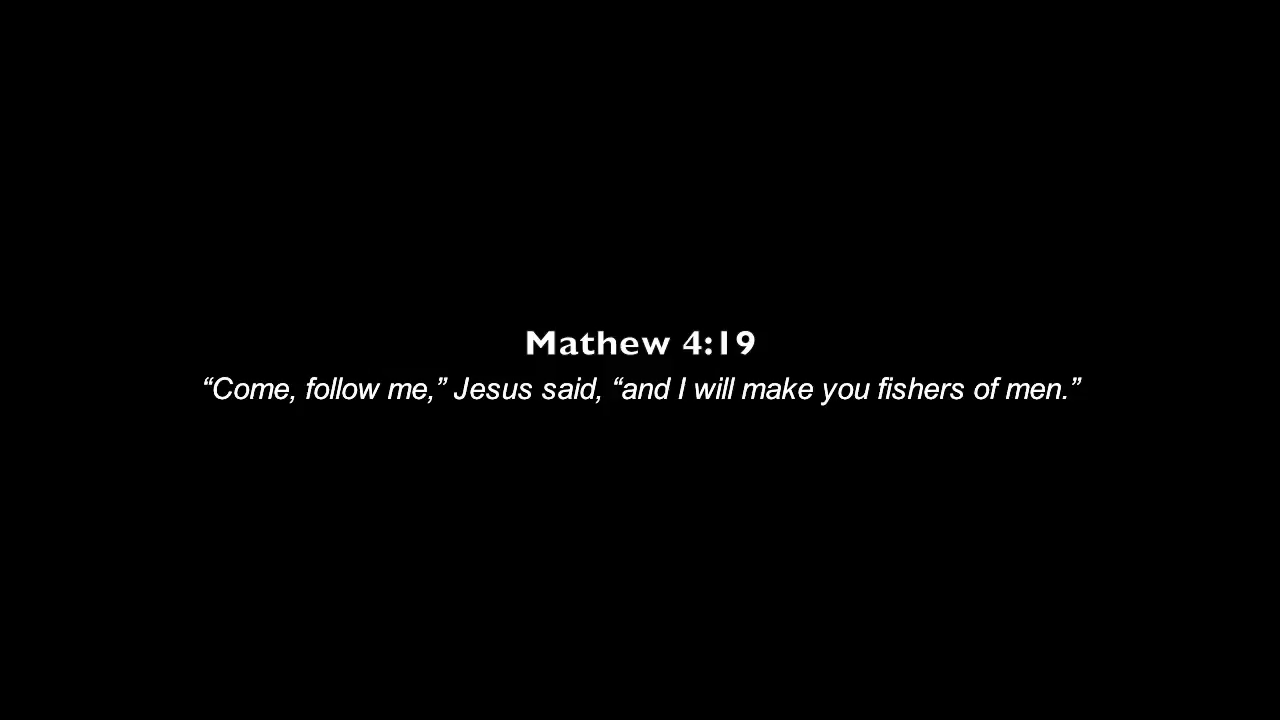 Mathew 4:19
“Come, follow me,” Jesus said, “and I will make you fishers of men.”